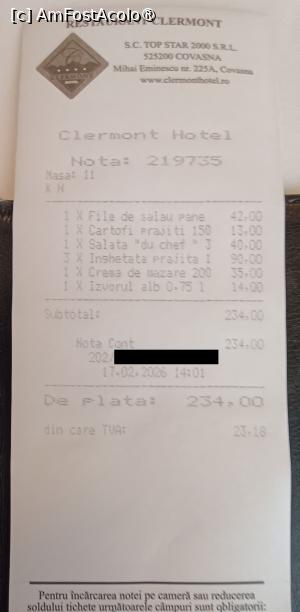 (c) AmFostAcolo®
RESTAURANT CLERMONT
S.C. TOP STAR 2000 S.R.L.
525200 COVASNA
Mihai Eminescu nr. 225A, Covasna
www.clermonthotel.ro
CLERMONT
Clermont Hotel
Nota: 219735
Masa: 11
X N
1 X File de salau pane 42.00
1 X Cartofi prajiti 150 13.00
1 X Salata "du chef " 3 40.00
3 X Inghetata prajita 1 90.00
1 X Crema de mazare 200 35.00
1 X Izvorul alb 0.75 l 14.00
Subtotal: 234.00
Nota Cont 234.00
202/
17.02.2026 14:01
De plata: 234.00
din care TVA: 23.18
Pentru încărcarea notei pe cameră sau reducerea
soldului tichete următoarele câmpuri sunt obligatorii: